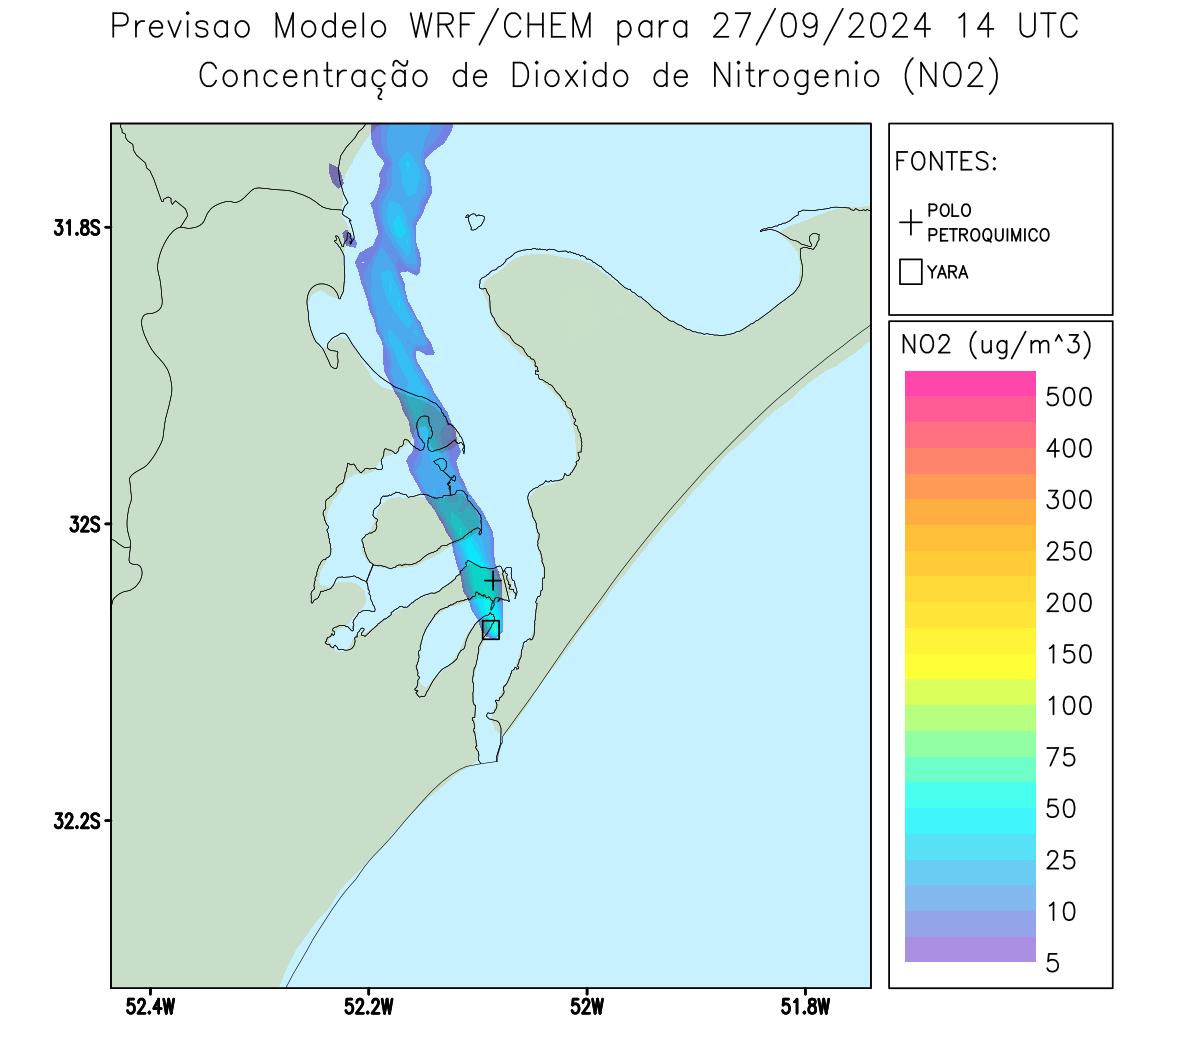 Previsao Modelo WRF/CHEM para 27/09/2024 14 UTC
Concentração de Dioxido de Nitrogenio (NO2)
FONTES:
POLO
PETROQUIMICO
YARA
31.8S
32S
32.2S
52.4W
52.2W
52W
51.8W
NO2 (ug/m^3)
500
400
300
250
200
150
100
75
50
25
10
5